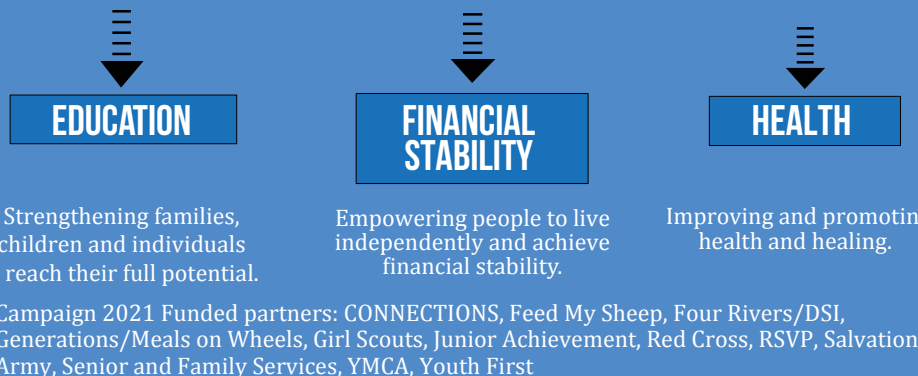 EDUCATION
FINANCIAL
STABILITY
HEALTH
Strengthening families,
children and individuals
reach their full potential.
Empowering people to live
independently and achieve
financial stability.
Improving and promotin
health and healing.
Campaign 2021 Funded partners: CONNECTIONS, Feed My Sheep, Four Rivers/DSI,
Generations/Meals on Wheels, Girl Scouts, Junior Achievement, Red Cross, RSVP, Salvation
Army, Senior and Family Services, YMCA, Youth First